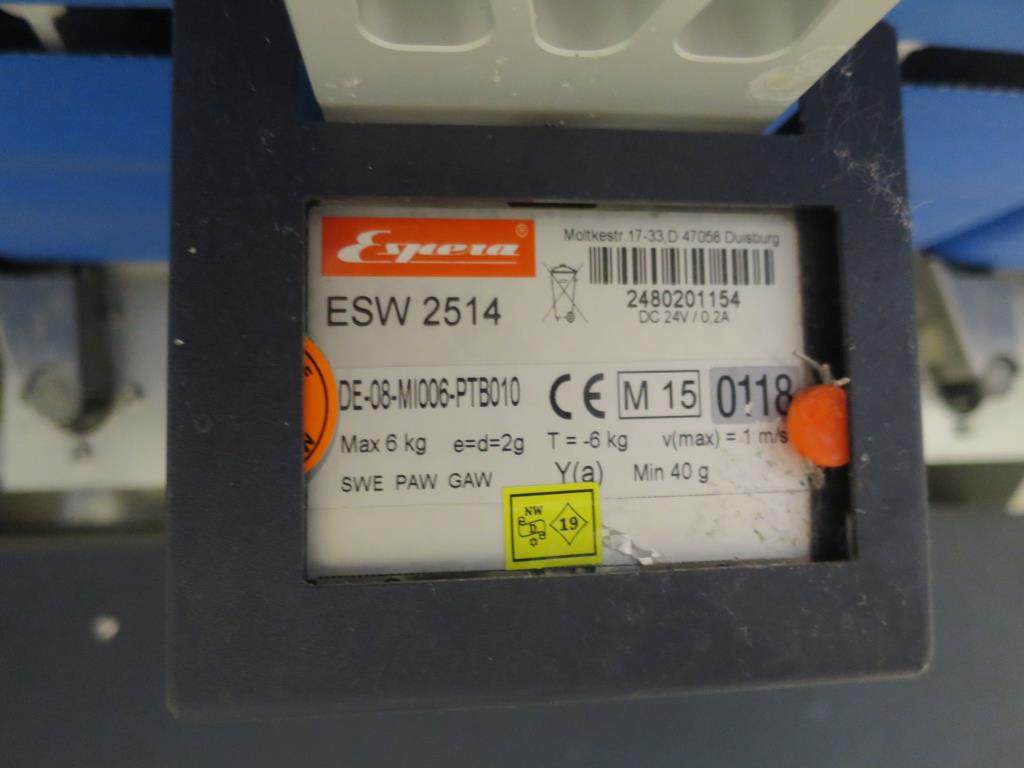 Espera®
Moltkestr.17-33,D 47058 Duisburg
2480201154
DC 24V / 0,2A
ESW 2514
DE-08-MI006-PTB010
CE
M 15
0118
Max 6 kg e=d=2g T = -6 kg v(max) = 1 m/s
SWE PAW GAW Y(a) Min 40 g
NW
D
19